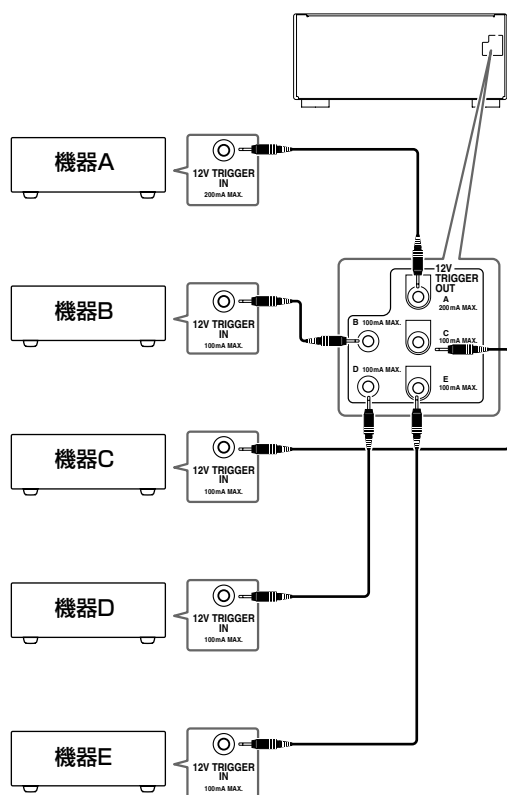 機器A
12V TRIGGER
IN
200mA MAX.
12V
TRIGGER
OUT
A
200mA MAX.
B 100mA MAX.
C
100mA MAX.
D 100mA MAX.
E
100mA MAX.
機器B
12V TRIGGER
IN
100mA MAX.
機器C
12V TRIGGER
IN
100mA MAX.
機器D
12V TRIGGER
IN
100mA MAX.
機器E
12V TRIGGER
IN
100mA MAX.